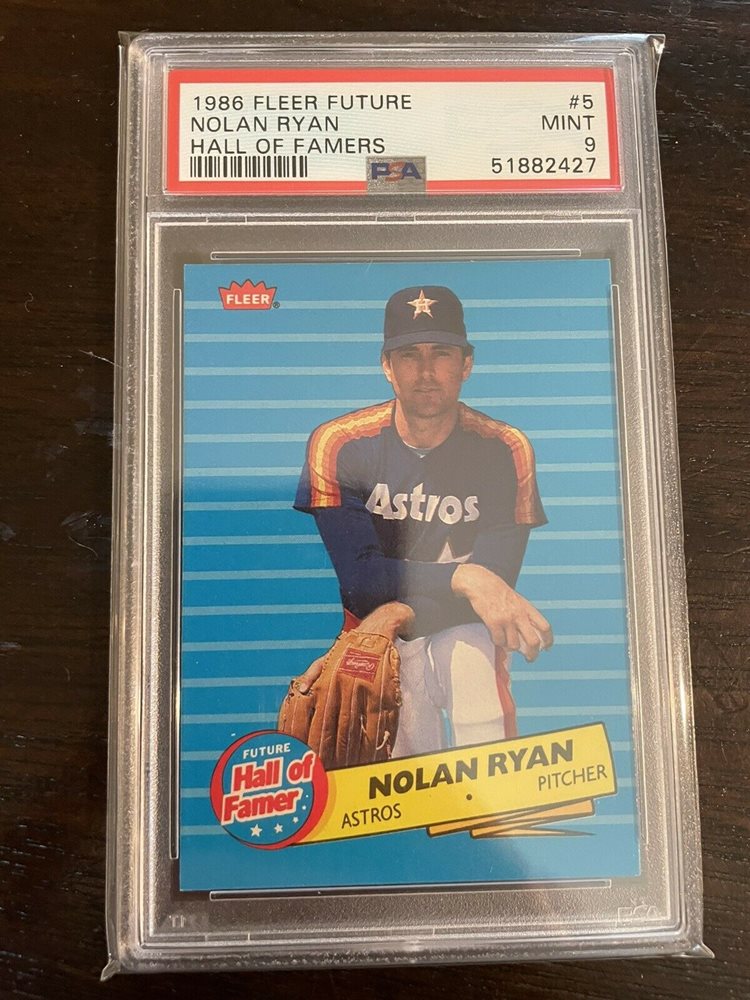 1986 FLEER FUTURE #5
NOLAN RYAN MINT
HALL OF FAMERS 9
PSA 51882427
FLEER®
Astros
Rawlings
FUTURE
Hall of
Famer
NOLAN RYAN
ASTROS • PITCHER